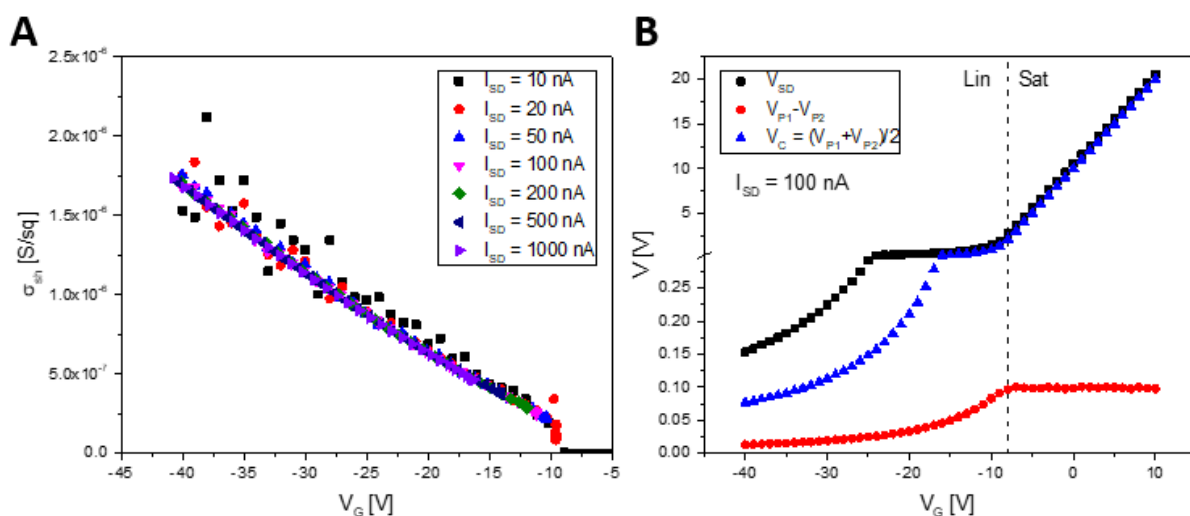 A
σsh [S/sq]
2.5x10⁻⁶
2.0x10⁻⁶
1.5x10⁻⁶
1.0x10⁻⁶
5.0x10⁻⁷
0.0
-45 -40 -35 -30 -25 -20 -15 -10 -5
VG [V]
ISD = 10 nA
ISD = 20 nA
ISD = 50 nA
ISD = 100 nA
ISD = 200 nA
ISD = 500 nA
ISD = 1000 nA
B
V [V]
20
15
10
5
0.25
0.20
0.15
0.10
0.05
0.00
-40 -30 -20 -10 0 10
VG [V]
VSD
VP1-VP2
VC = (VP1+VP2)/2
ISD = 100 nA
Lin Sat